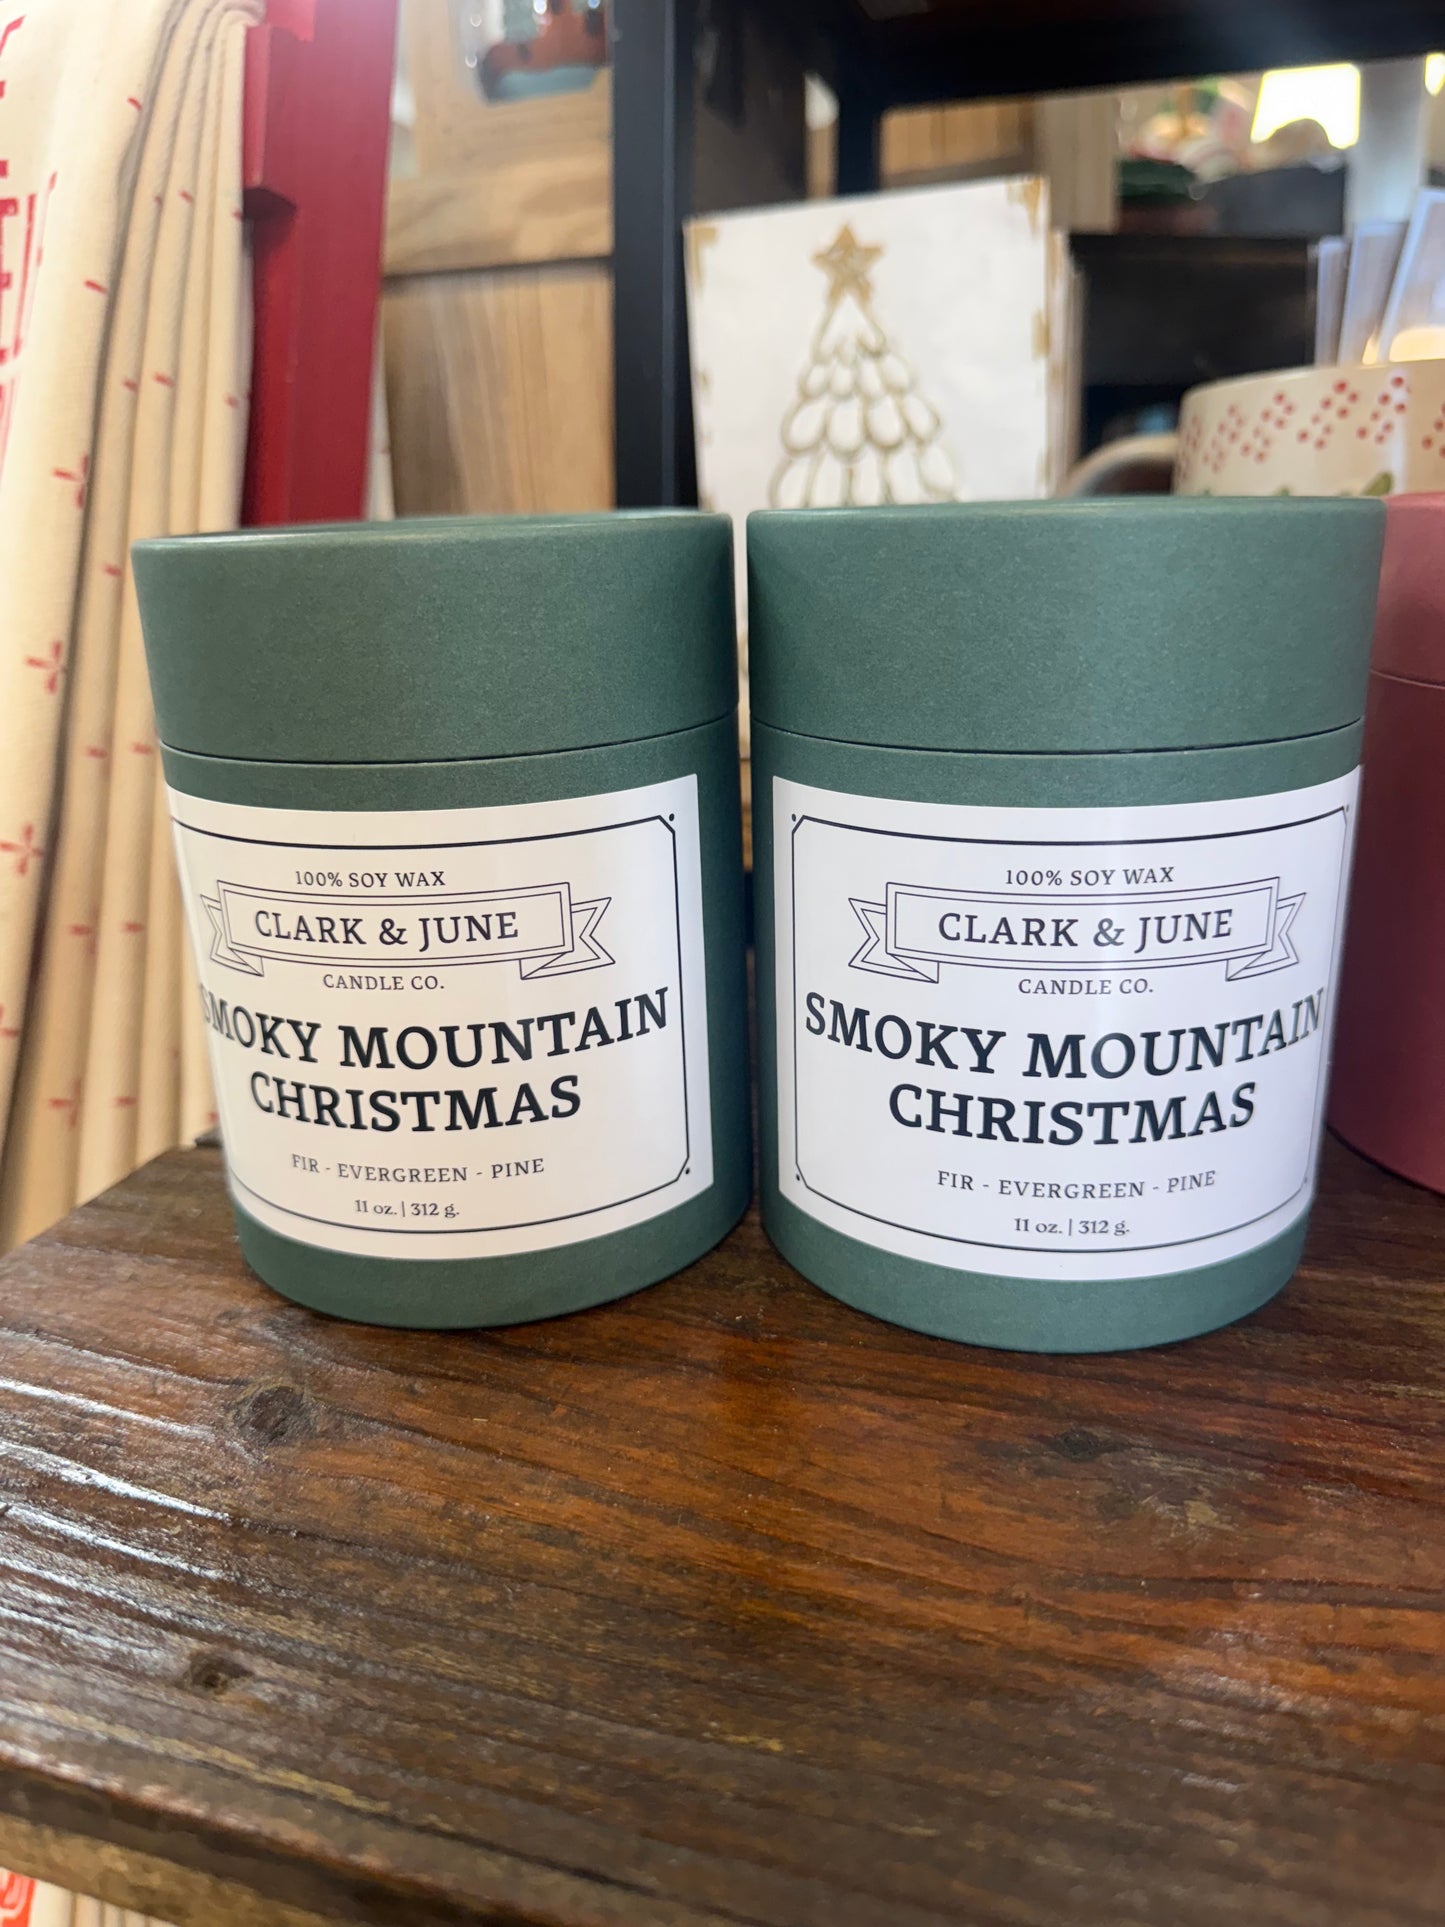 100% SOY WAX
CLARK & JUNE
CANDLE CO.
SMOKY MOUNTAIN
CHRISTMAS
FIR - EVERGREEN - PINE
11 oz. | 312 g.
100% SOY WAX
CLARK & JUNE
CANDLE CO.
SMOKY MOUNTAIN
CHRISTMAS
FIR - EVERGREEN - PINE
11 oz. | 312 g.